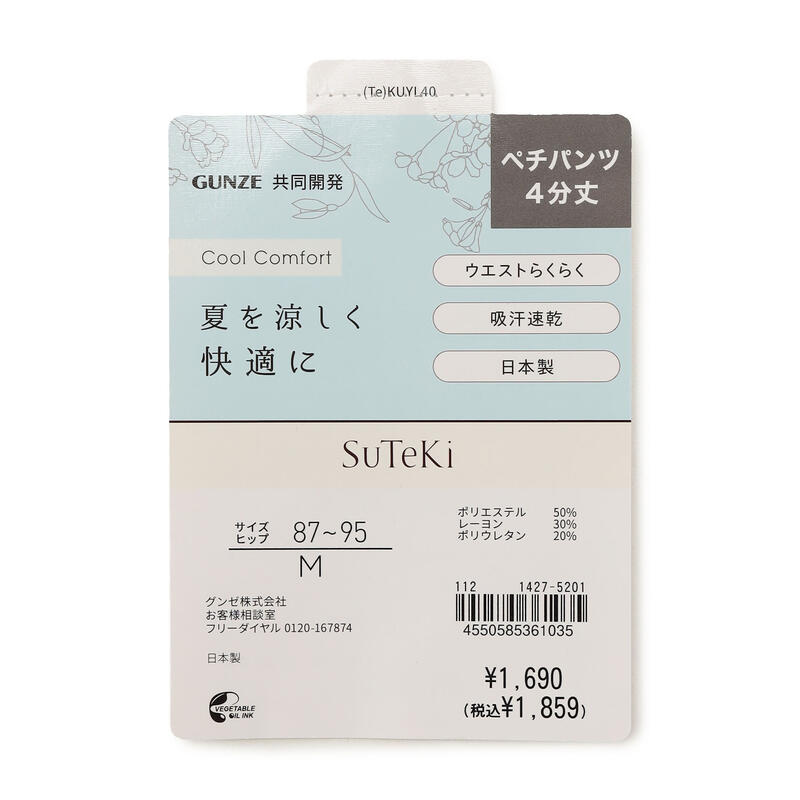 (Te)KUYL40
GUNZE 共同開発
ペチパンツ
4分丈
Cool Comfort
夏を涼しく
快適に
ウエストらくらく
吸汗速乾
日本製
SuTeKi
サイズ
ヒップ 87~95
M
ポリエステル 50%
レーヨン 30%
ポリウレタン 20%
グンゼ株式会社
お客様相談室
フリーダイヤル 0120-167874
日本製
112 1427-5201
4550585361035
¥1,690
(税込¥1,859)
VEGETABLE
OIL INK